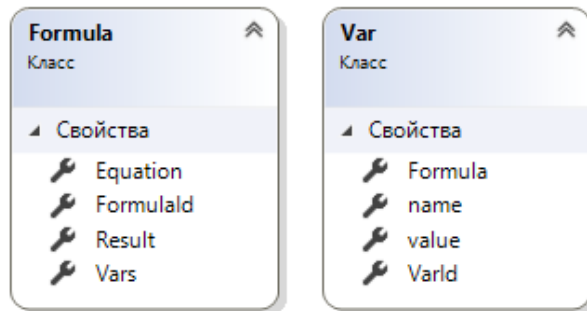 Formula
Класс
Свойства
Equation
FormulaId
Result
Vars
Var
Класс
Свойства
Formula
name
value
VarId